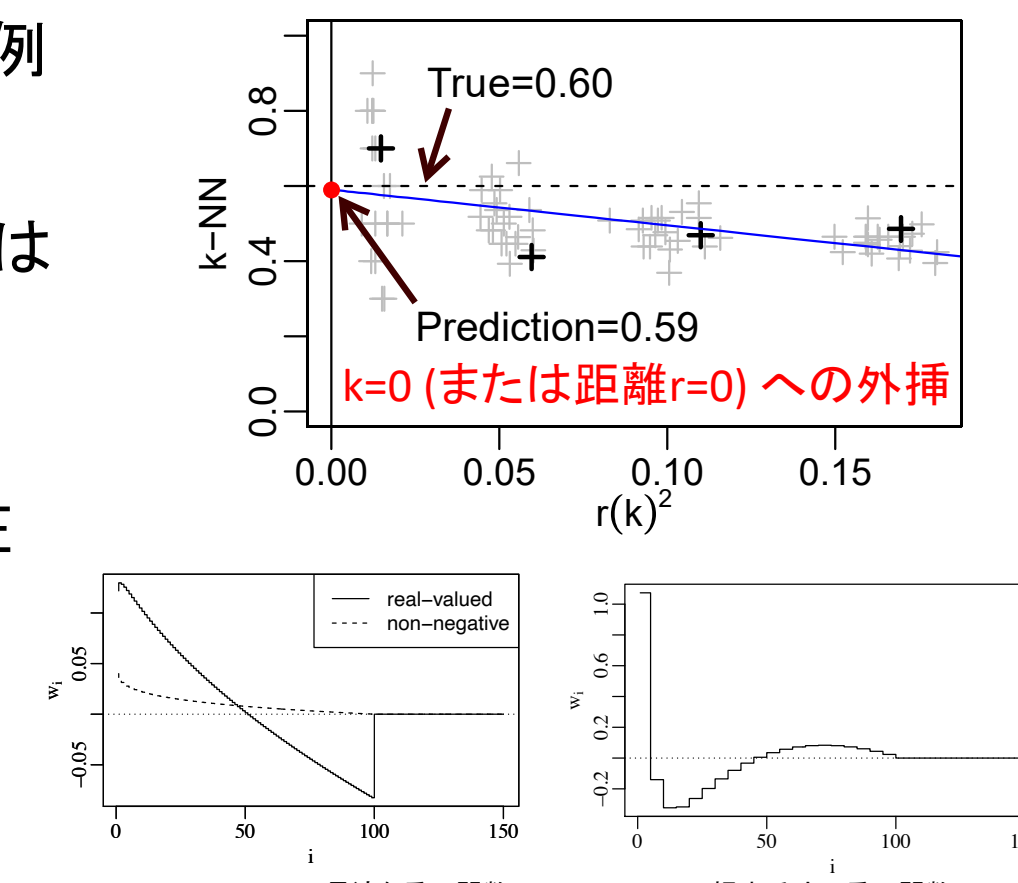 例
は
True=0.60
Prediction=0.59
k=0 (または距離r=0) への外挿
k−NN
0.0
0.4
0.8
0.00 0.05 0.10 0.15
r(k)²
real−valued
non−negative
wᵢ
−0.05
0.05
0 50 100 150
i
wᵢ
−0.2
0.2
0.6
1.0
0 50 100
i